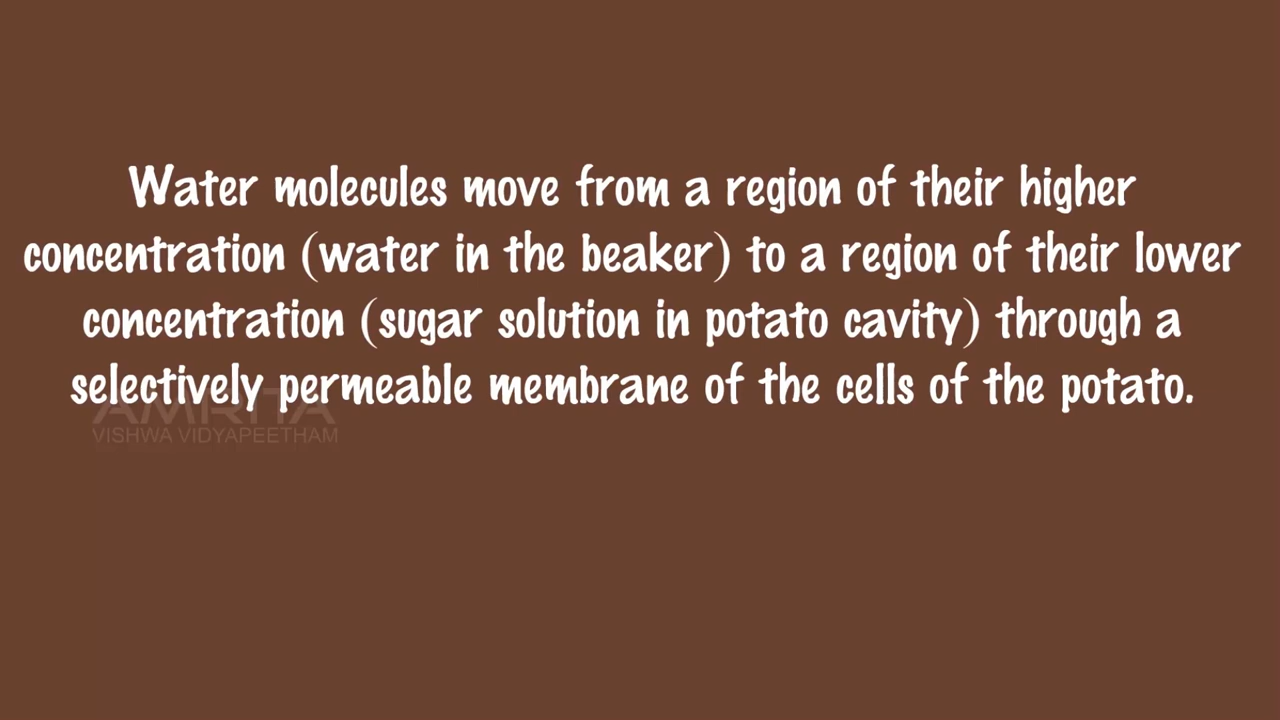 Water molecules move from a region of their higher
concentration (water in the beaker) to a region of their lower
concentration (sugar solution in potato cavity) through a
selectively permeable membrane of the cells of the potato.
AMRITA
VISHWA VIDYAPEETHAM